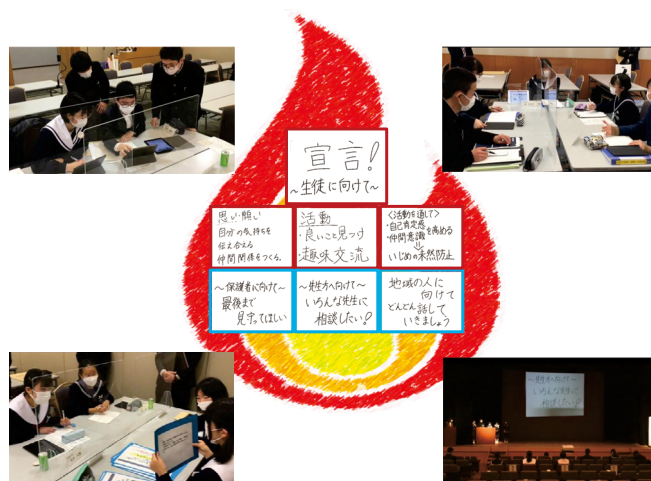 宣言!
~生徒に向けて~
思い・願い
自分の気持ちを
伝え合える
仲間関係をつくる。
活動
・良いこと見つけ
・趣味交流
<活動を通して>
・自己肯定感
・仲間意識
を高める
⇓
いじめの未然防止
~保護者に向けて~
最後まで
見守ってほしい
~先生方へ向けて~
いろんな先生に
相談したい!
地域の人に
向けて
どんどん話して
いきましょう
~先生方へ向けて~
いろんな先生に
相談したい!